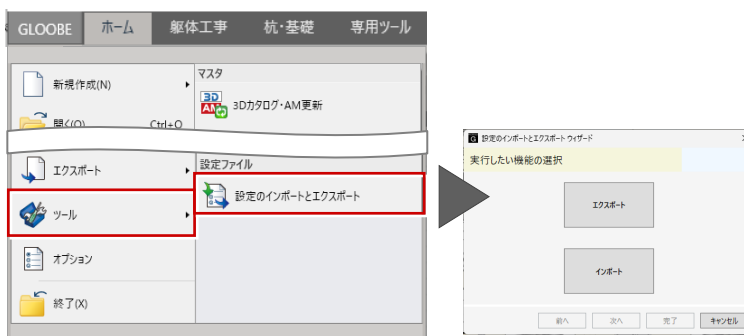 GLOOBE ホーム 躯体工事 杭・基礎 専用ツール
新規作成(N)
開く(O) Ctrl+O
エクスポート
ツール
オプション
終了(X)
マスタ
3Dカタログ・AM更新
設定ファイル
設定のインポートとエクスポート
設定のインポートとエクスポート ウィザード
実行したい機能の選択
エクスポート
インポート
前へ 次へ 完了 キャンセル